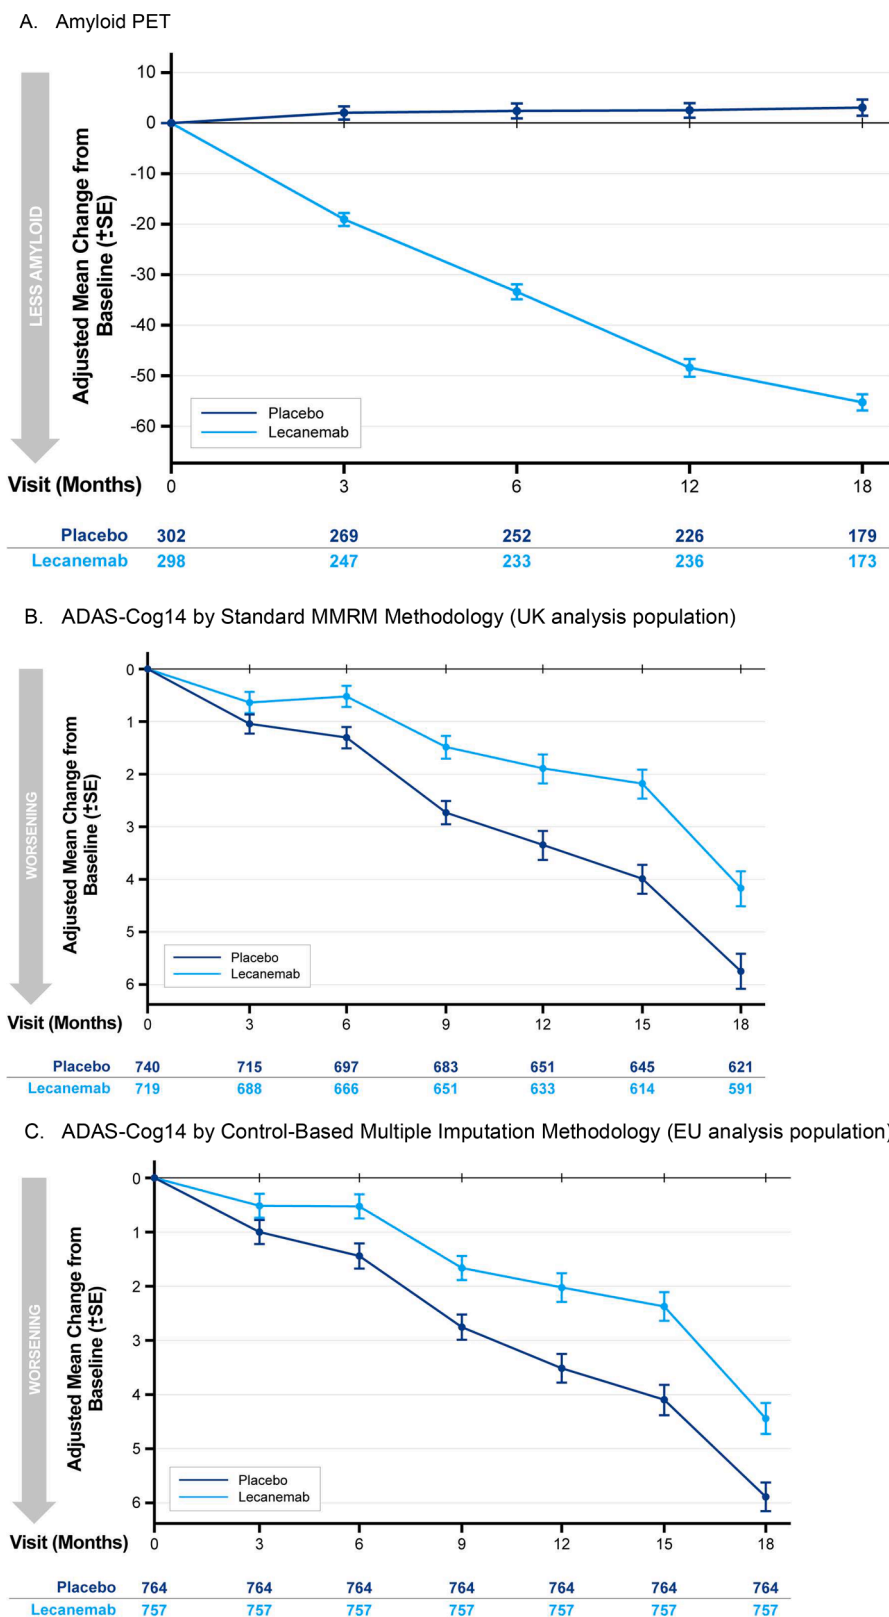 A. Amyloid PET
LESS AMYLOID
Adjusted Mean Change from
Baseline (±SE)
10
0
-10
-20
-30
-40
-50
-60
Placebo
Lecanemab
Visit (Months) 0 3 6 12 18
Placebo 302 269 252 226 179
Lecanemab 298 247 233 236 173
B. ADAS-Cog14 by Standard MMRM Methodology (UK analysis population)
WORSENING
Adjusted Mean Change from
Baseline (±SE)
0
1
2
3
4
5
6
Placebo
Lecanemab
Visit (Months) 0 3 6 9 12 15 18
Placebo 740 715 697 683 651 645 621
Lecanemab 719 688 666 651 633 614 591
C. ADAS-Cog14 by Control-Based Multiple Imputation Methodology (EU analysis population)
WORSENING
Adjusted Mean Change from
Baseline (±SE)
0
1
2
3
4
5
6
Placebo
Lecanemab
Visit (Months) 0 3 6 9 12 15 18
Placebo 764 764 764 764 764 764 764
Lecanemab 757 757 757 757 757 757 757